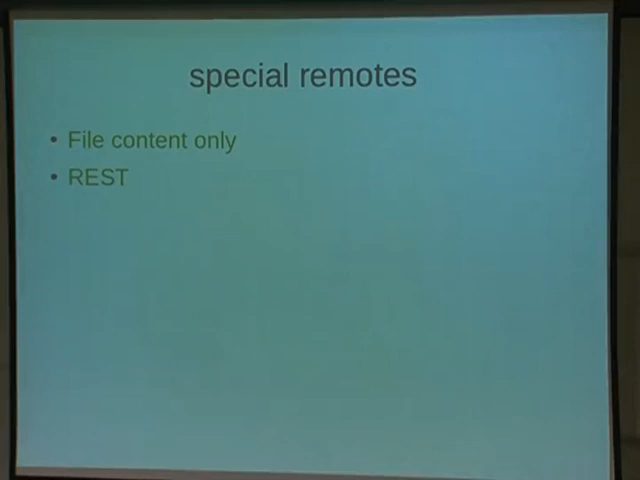 special remotes
• File content only
• REST